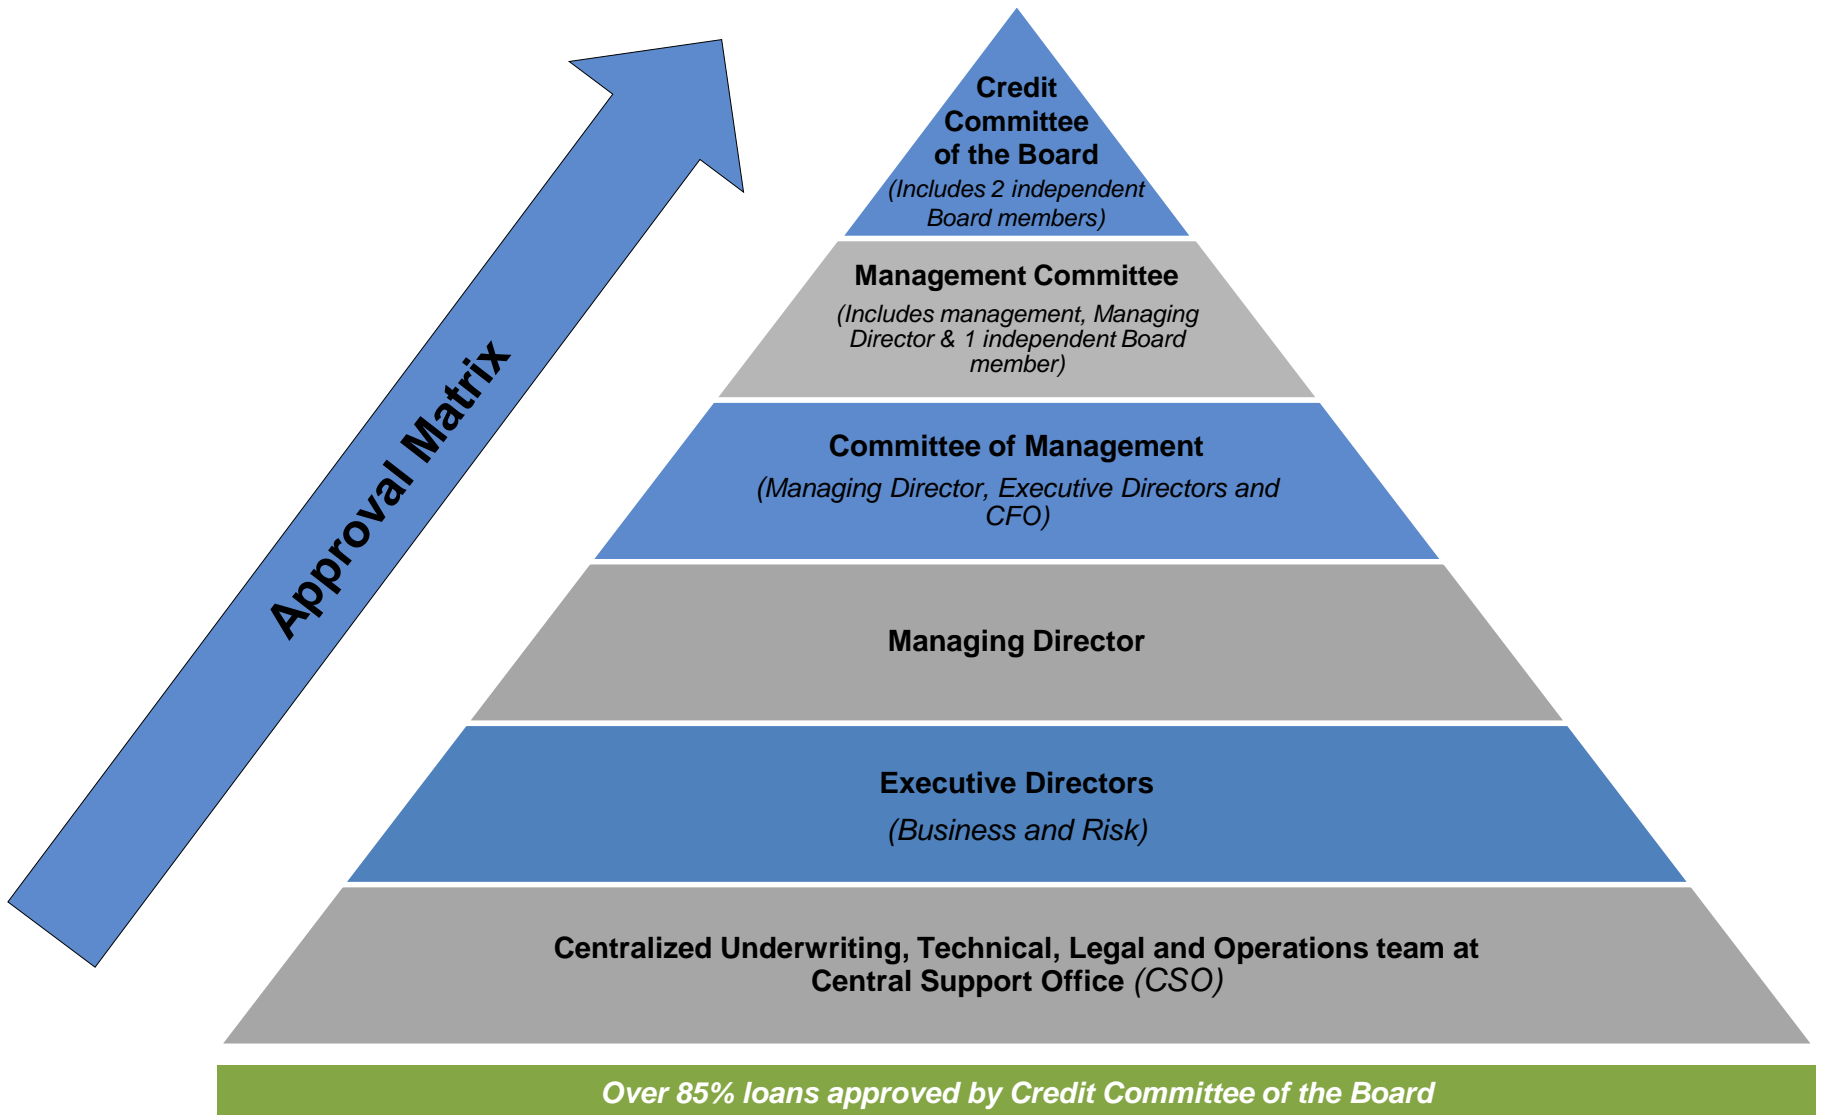 Credit
Committee
of the Board
(Includes 2 independent
Board members)
Management Committee
(Includes management, Managing
Director & 1 independent Board
member)
Approval Matrix
Committee of Management
(Managing Director, Executive Directors and
CFO)
Managing Director
Executive Directors
(Business and Risk)
Centralized Underwriting, Technical, Legal and Operations team at
Central Support Office (CSO)
Over 85% loans approved by Credit Committee of the Board